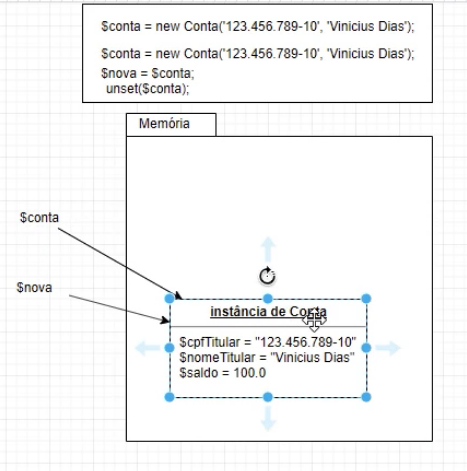 $conta = new Conta('123.456.789-10', 'Vinicius Dias');
$conta = new Conta('123.456.789-10', 'Vinicius Dias');
$nova = $conta;
unset($conta);
Memória
$conta
$nova
instância de Conta
$cpfTitular = "123.456.789-10"
$nomeTitular = "Vinicius Dias"
$saldo = 100.0